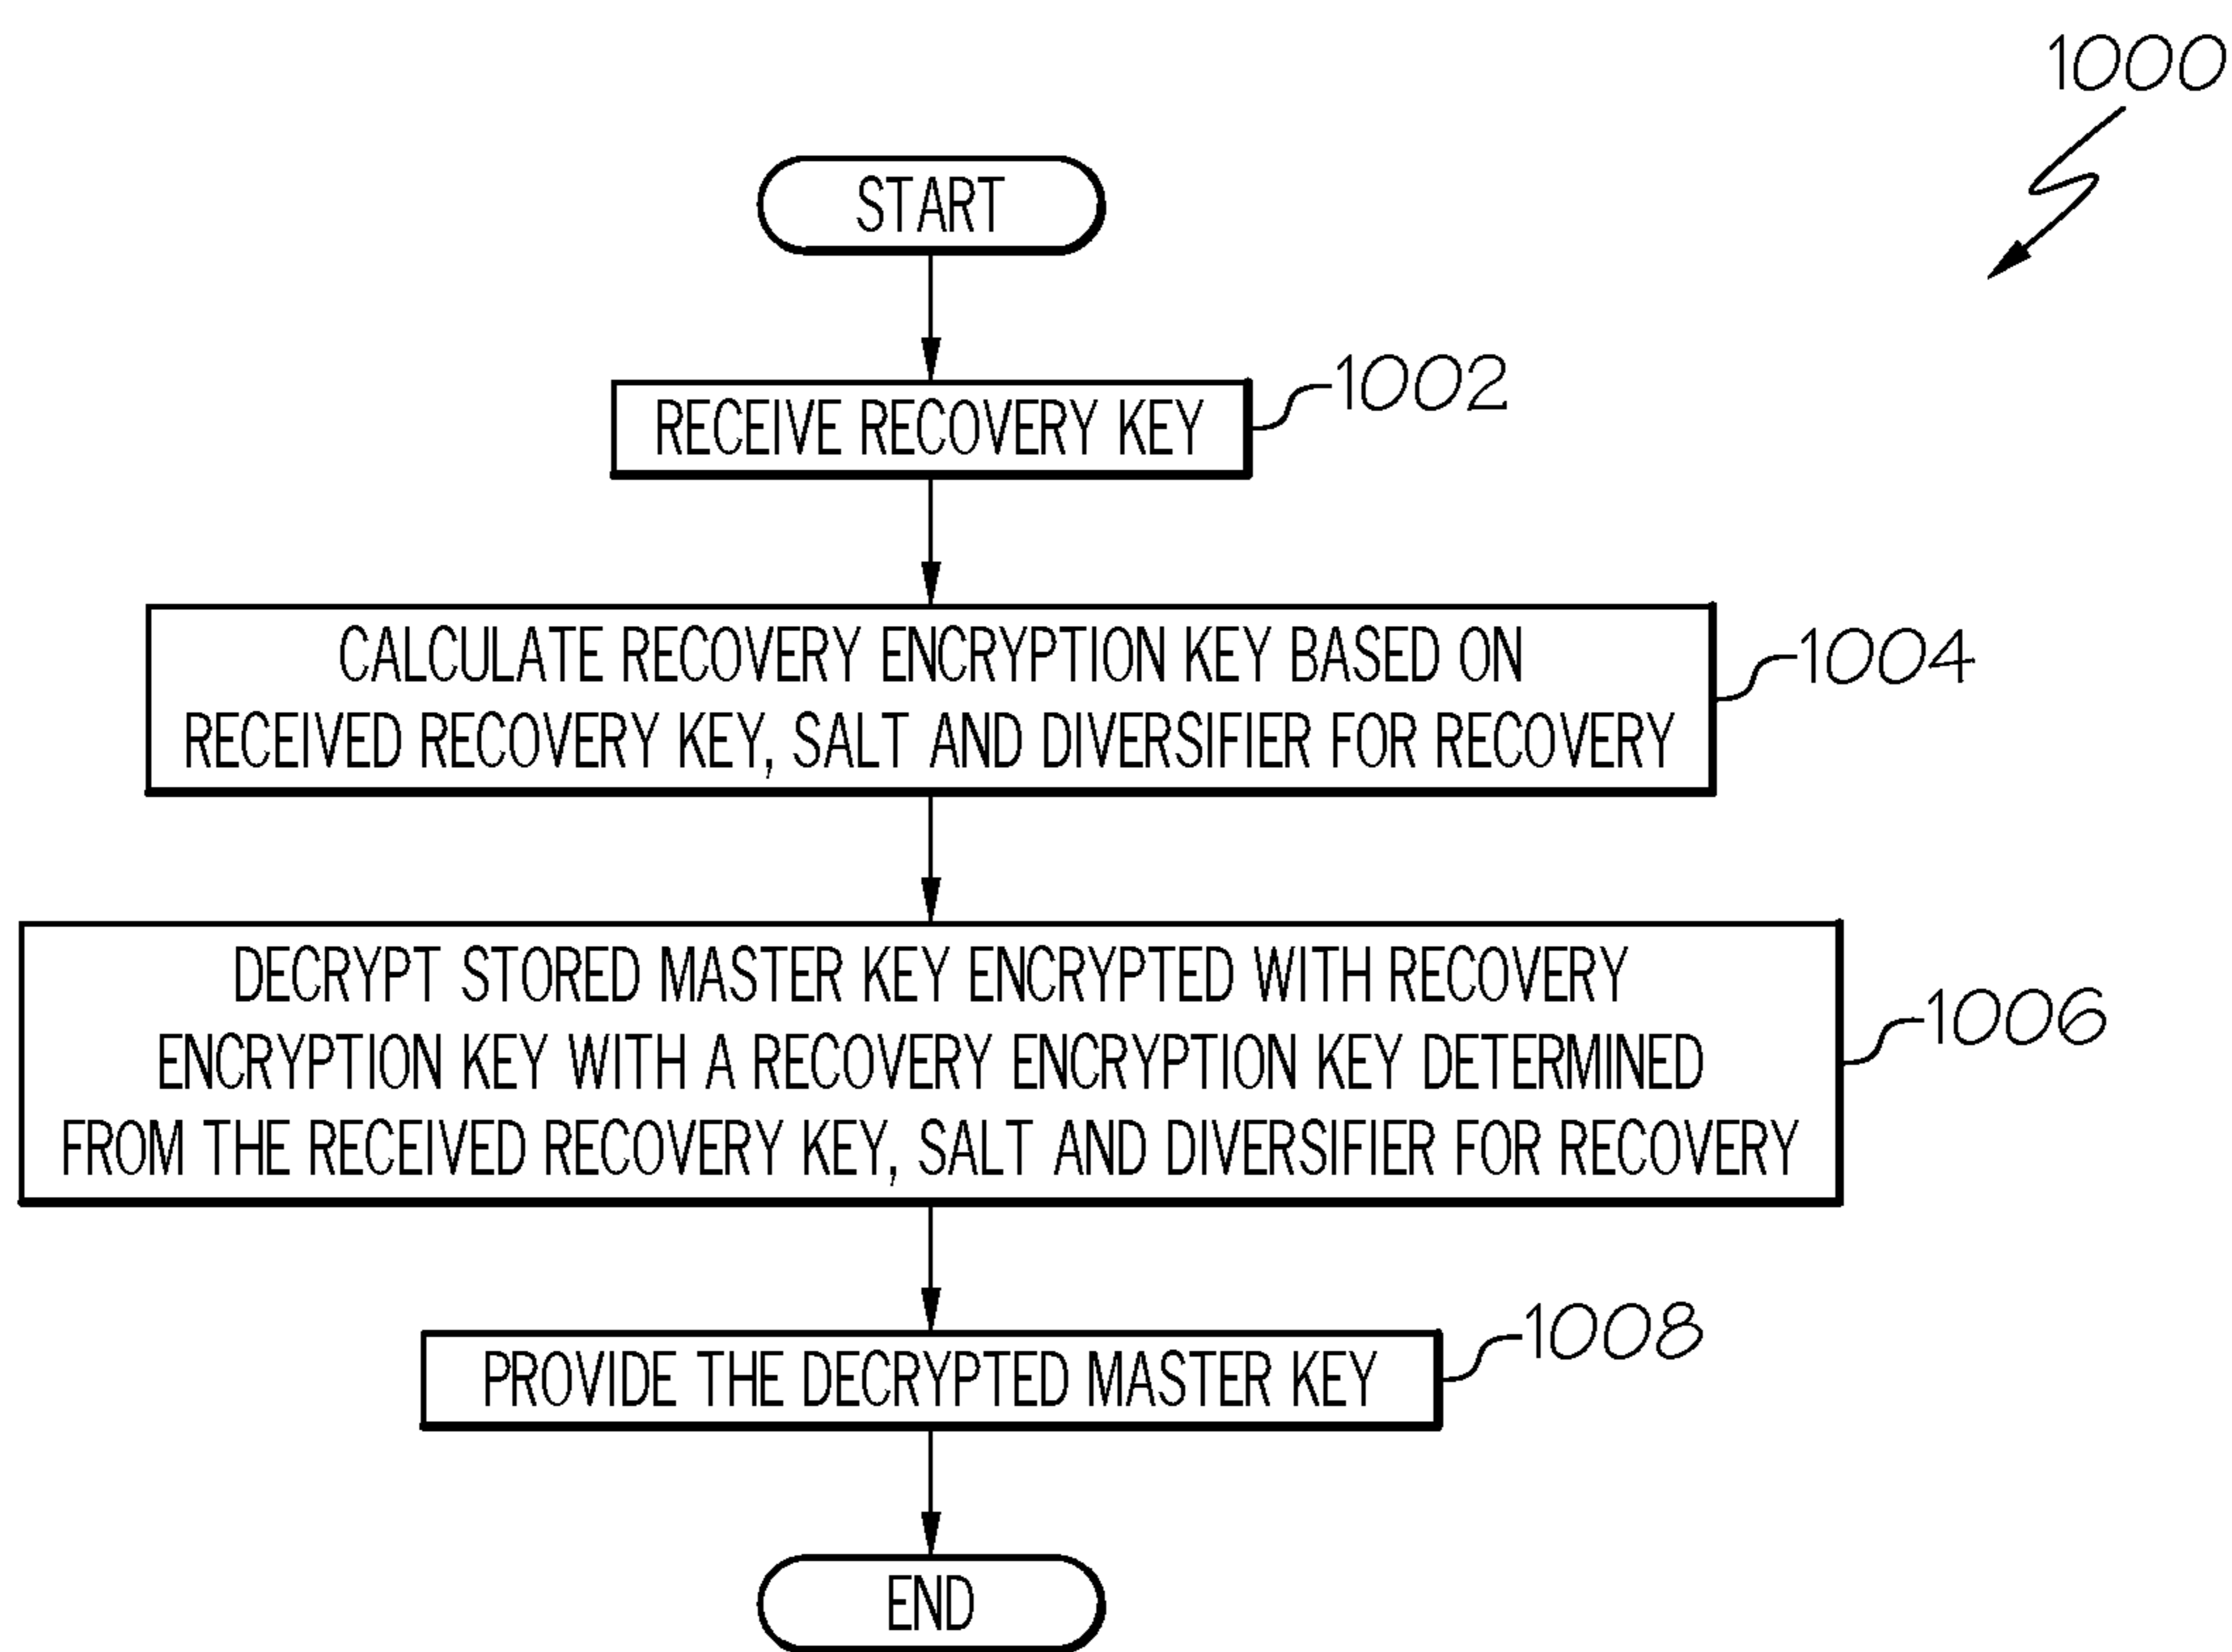 1000
START
RECEIVE RECOVERY KEY
1002
CALCULATE RECOVERY ENCRYPTION KEY BASED ON
RECEIVED RECOVERY KEY, SALT AND DIVERSIFIER FOR RECOVERY
1004
DECRYPT STORED MASTER KEY ENCRYPTED WITH RECOVERY
ENCRYPTION KEY WITH A RECOVERY ENCRYPTION KEY DETERMINED
FROM THE RECEIVED RECOVERY KEY, SALT AND DIVERSIFIER FOR RECOVERY
1006
PROVIDE THE DECRYPTED MASTER KEY
1008
END